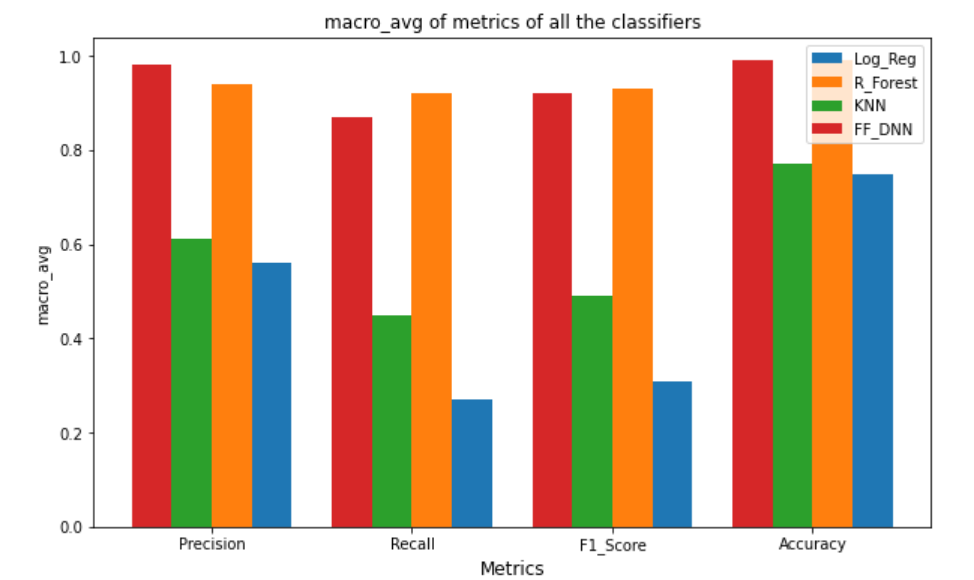 macro_avg of metrics of all the classifiers
1.0
0.8
0.6
0.4
0.2
0.0
macro_avg
Log_Reg
R_Forest
KNN
FF_DNN
Precision
Recall
F1_Score
Accuracy
Metrics